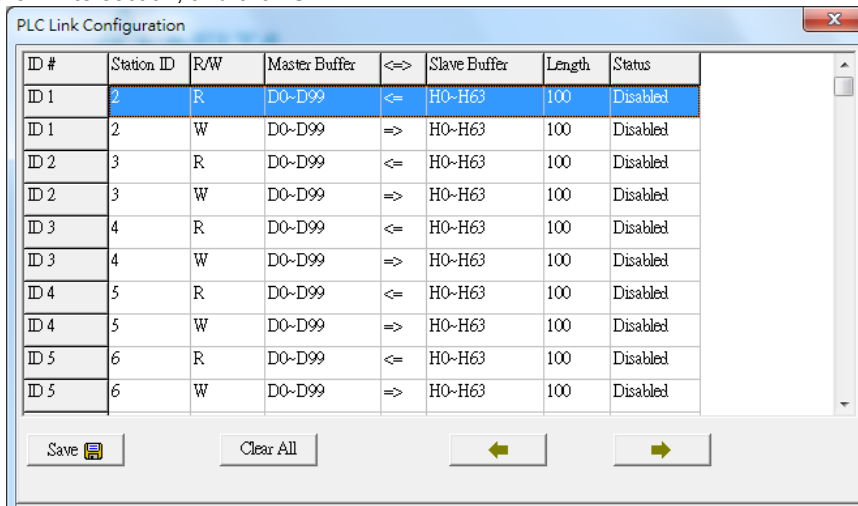 PLC Link Configuration
ID # Station ID R/W Master Buffer <=> Slave Buffer Length Status
ID 1 2 R D0~D99 <= H0~H63 100 Disabled
ID 1 2 W D0~D99 => H0~H63 100 Disabled
ID 2 3 R D0~D99 <= H0~H63 100 Disabled
ID 2 3 W D0~D99 => H0~H63 100 Disabled
ID 3 4 R D0~D99 <= H0~H63 100 Disabled
ID 3 4 W D0~D99 => H0~H63 100 Disabled
ID 4 5 R D0~D99 <= H0~H63 100 Disabled
ID 4 5 W D0~D99 => H0~H63 100 Disabled
ID 5 6 R D0~D99 <= H0~H63 100 Disabled
ID 5 6 W D0~D99 => H0~H63 100 Disabled
Save Clear All